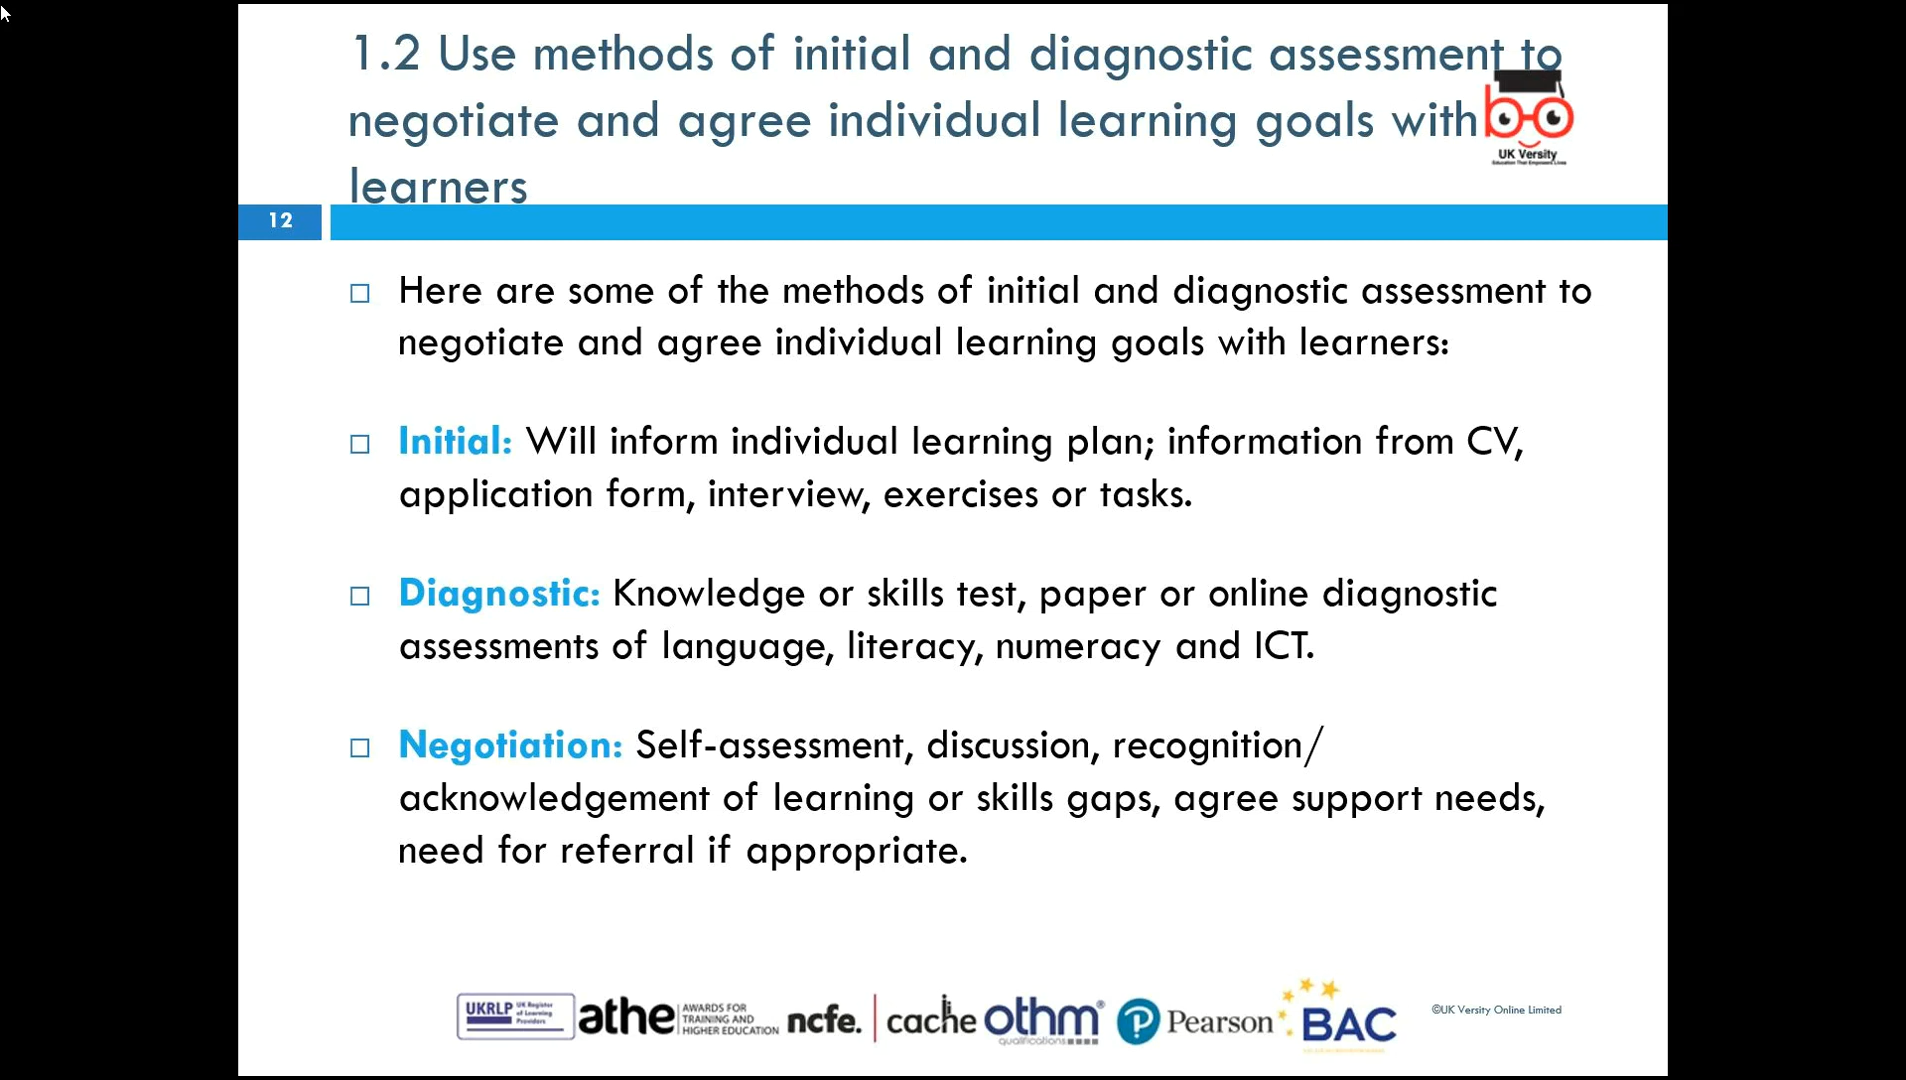 1.2 Use methods of initial and diagnostic assessment to
negotiate and agree individual learning goals with
learners
UK Versity
Education That Empowers Lives
12
Here are some of the methods of initial and diagnostic assessment to
negotiate and agree individual learning goals with learners:
Initial: Will inform individual learning plan; information from CV,
application form, interview, exercises or tasks.
Diagnostic: Knowledge or skills test, paper or online diagnostic
assessments of language, literacy, numeracy and ICT.
Negotiation: Self-assessment, discussion, recognition/
acknowledgement of learning or skills gaps, agree support needs,
need for referral if appropriate.
UKRLP UK Register
of Learning
Providers
athe AWARDS FOR
TRAINING AND
HIGHER EDUCATION
ncfe.
cache
othm®
qualifications
Pearson
BAC
©UK Versity Online Limited